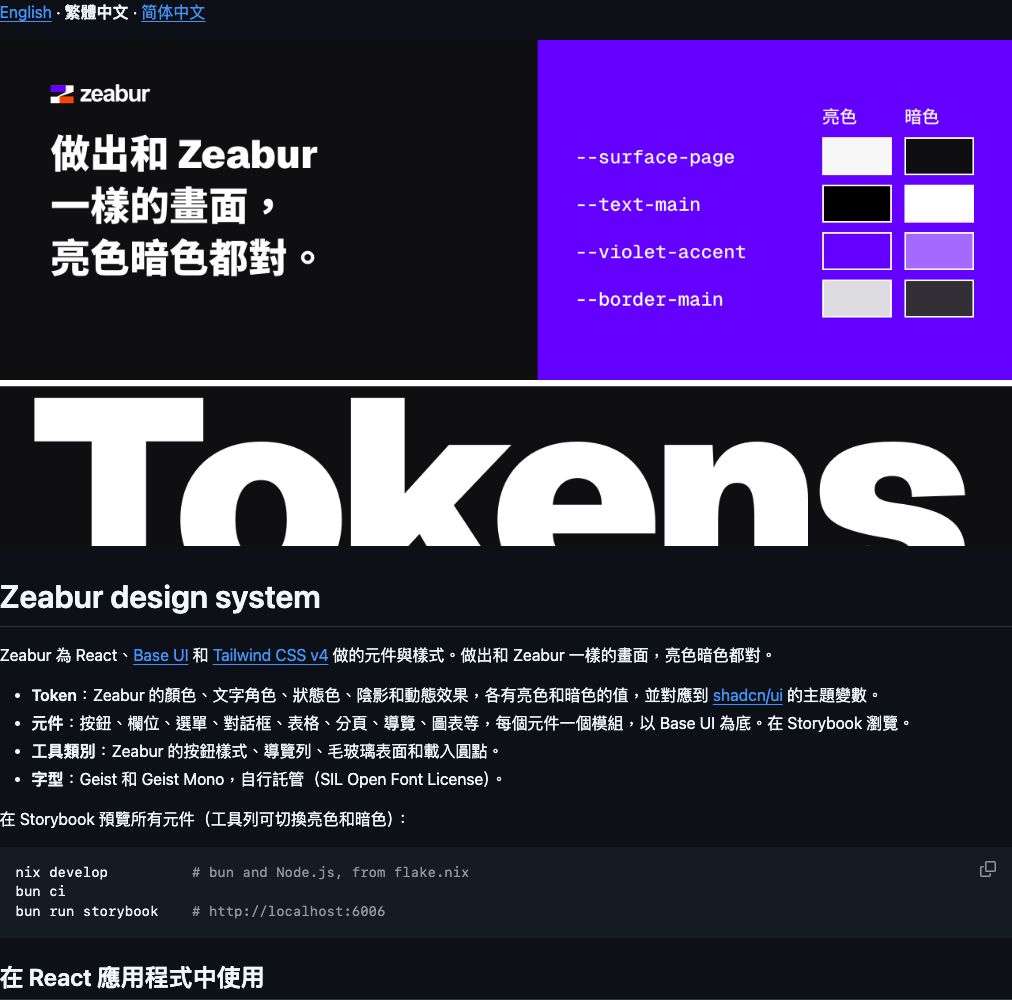 English · 繁體中文 · 简体中文
zeabur
做出和 Zeabur
一樣的畫面，
亮色暗色都對。
亮色 暗色
--surface-page
--text-main
--violet-accent
--border-main
Tokens
Zeabur design system
Zeabur 為 React、Base UI 和 Tailwind CSS v4 做的元件與樣式。做出和 Zeabur 一樣的畫面，亮色暗色都對。
• Token：Zeabur 的顏色、文字角色、狀態色、陰影和動態效果，各有亮色和暗色的值，並對應到 shadcn/ui 的主題變數。
• 元件：按鈕、欄位、選單、對話框、表格、分頁、導覽、圖表等，每個元件一個模組，以 Base UI 為底。在 Storybook 瀏覽。
• 工具類別：Zeabur 的按鈕樣式、導覽列、毛玻璃表面和載入圓點。
• 字型：Geist 和 Geist Mono，自行託管（SIL Open Font License）。
在 Storybook 預覽所有元件（工具列可切換亮色和暗色）：
nix develop # bun and Node.js, from flake.nix
bun ci
bun run storybook # http://localhost:6006
在 React 應用程式中使用